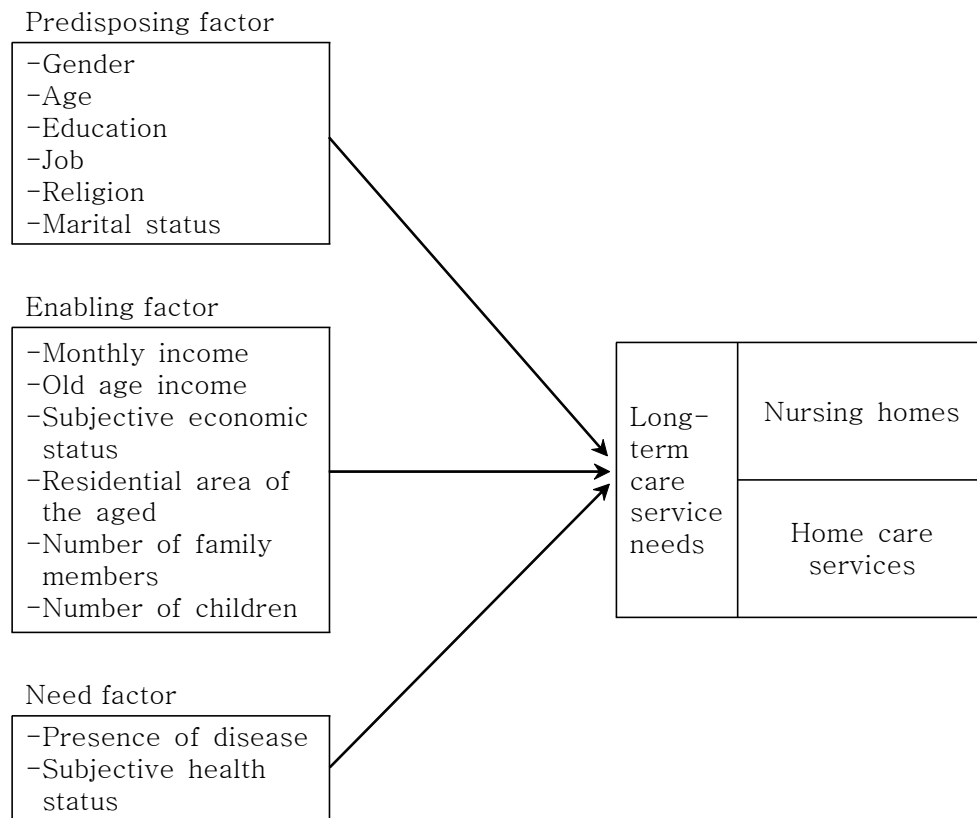 Predisposing factor
-Gender
-Age
-Education
-Job
-Religion
-Marital status
Enabling factor
-Monthly income
-Old age income
-Subjective economic
status
-Residential area of
the aged
-Number of family
members
-Number of children
Need factor
-Presence of disease
-Subjective health
status
Long-
term
care
service
needs
Nursing homes
Home care
services